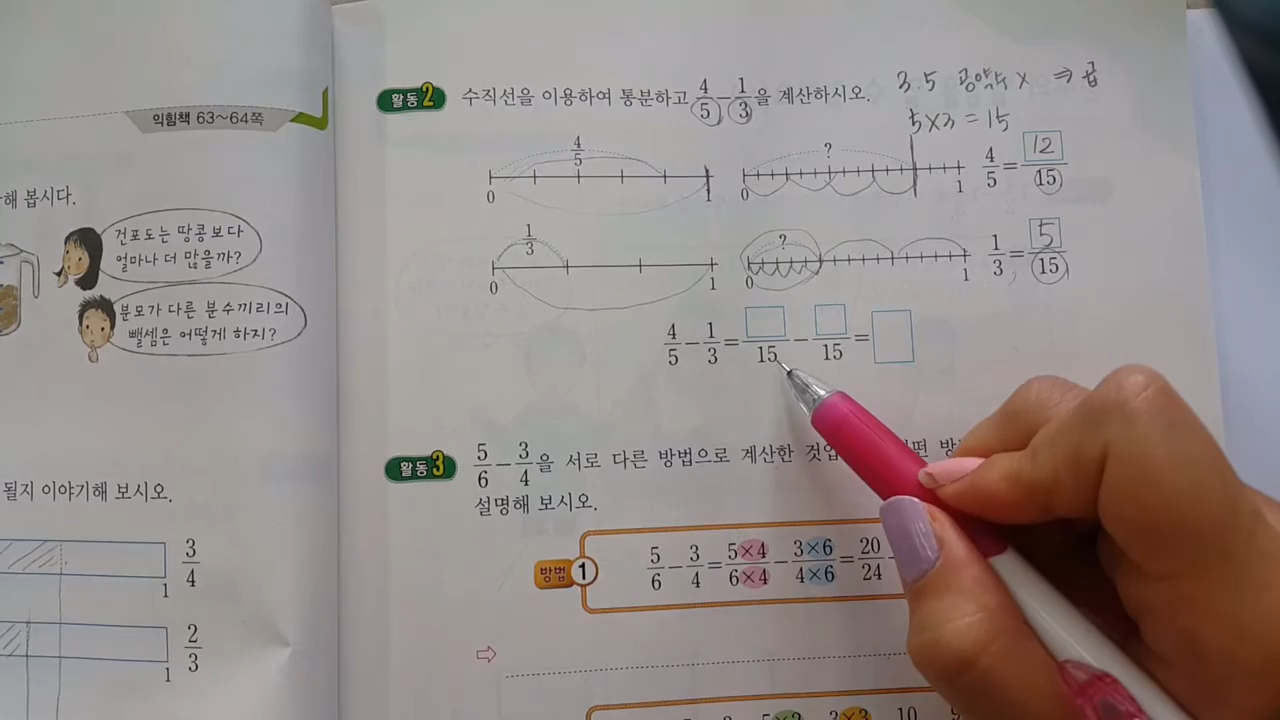 익힘책 63~64쪽
해 봅시다.
건포도는 땅콩보다
얼마나 더 많을까?
분모가 다른 분수끼리의
뺄셈은 어떻게 하지?
될지 이야기해 보시오.
1 3/4
1 2/3
활동 2 수직선을 이용하여 통분하고 4/5 - 1/3을 계산하시오.
3.5 공약수 x ⇒ 곱
5×3 = 15
4/5 0 1
? 0 1 4/5 = 12/15
1/3 0 1
? 0 1 1/3 = 5/15
4/5 - 1/3 = □/15 - □/15 = □
활동 3 5/6 - 3/4을 서로 다른 방법으로 계산한
설명해 보시오.
방법 1 5/6 - 3/4 = 5×4/6×4 - 3×6/4×6 = 20/24 -
⇨